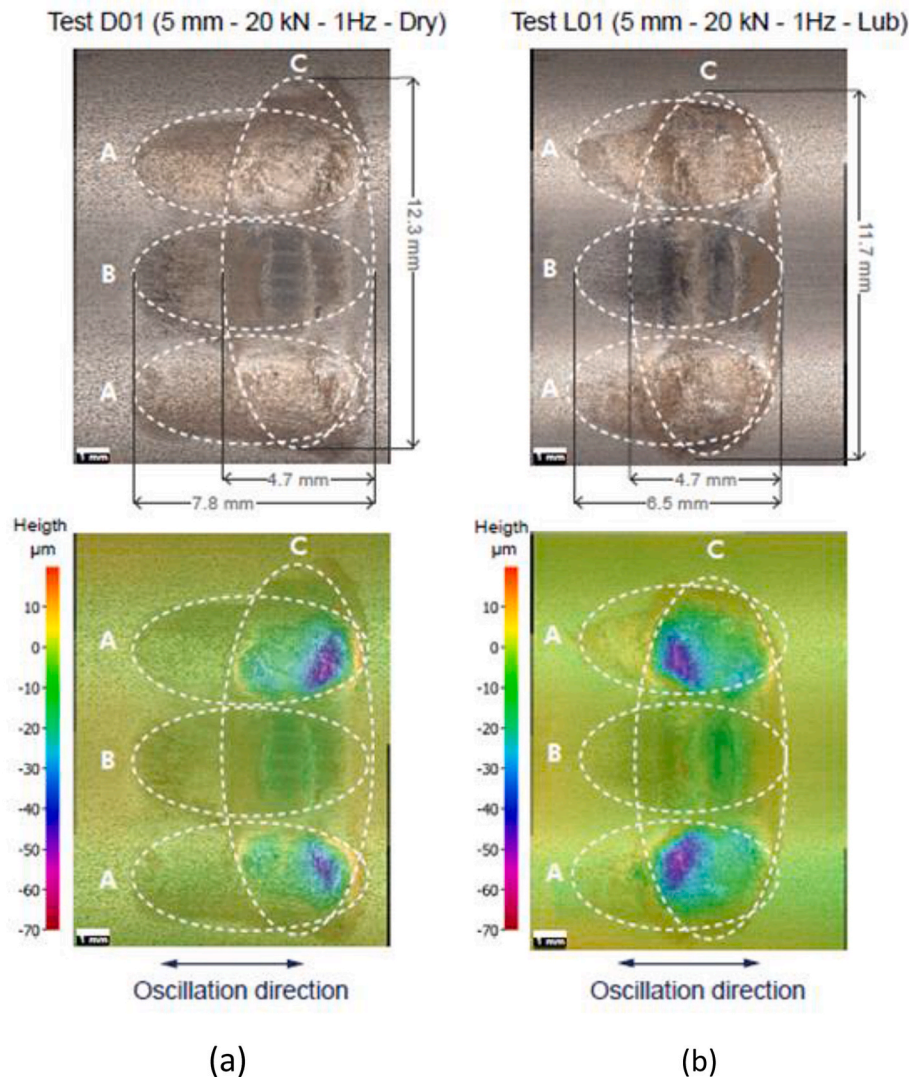 Test D01 (5 mm - 20 kN - 1Hz - Dry)
C
A
B
A
12.3 mm
1 mm
4.7 mm
7.8 mm
Test L01 (5 mm - 20 kN - 1Hz - Lub)
C
A
B
A
11.7 mm
1 mm
4.7 mm
6.5 mm
Heigth
µm
10
0
-10
-20
-30
-40
-50
-60
-70
C
A
B
A
1 mm
Oscillation direction
Heigth
µm
10
0
-10
-20
-30
-40
-50
-60
-70
C
A
B
A
1 mm
Oscillation direction
(a)
(b)